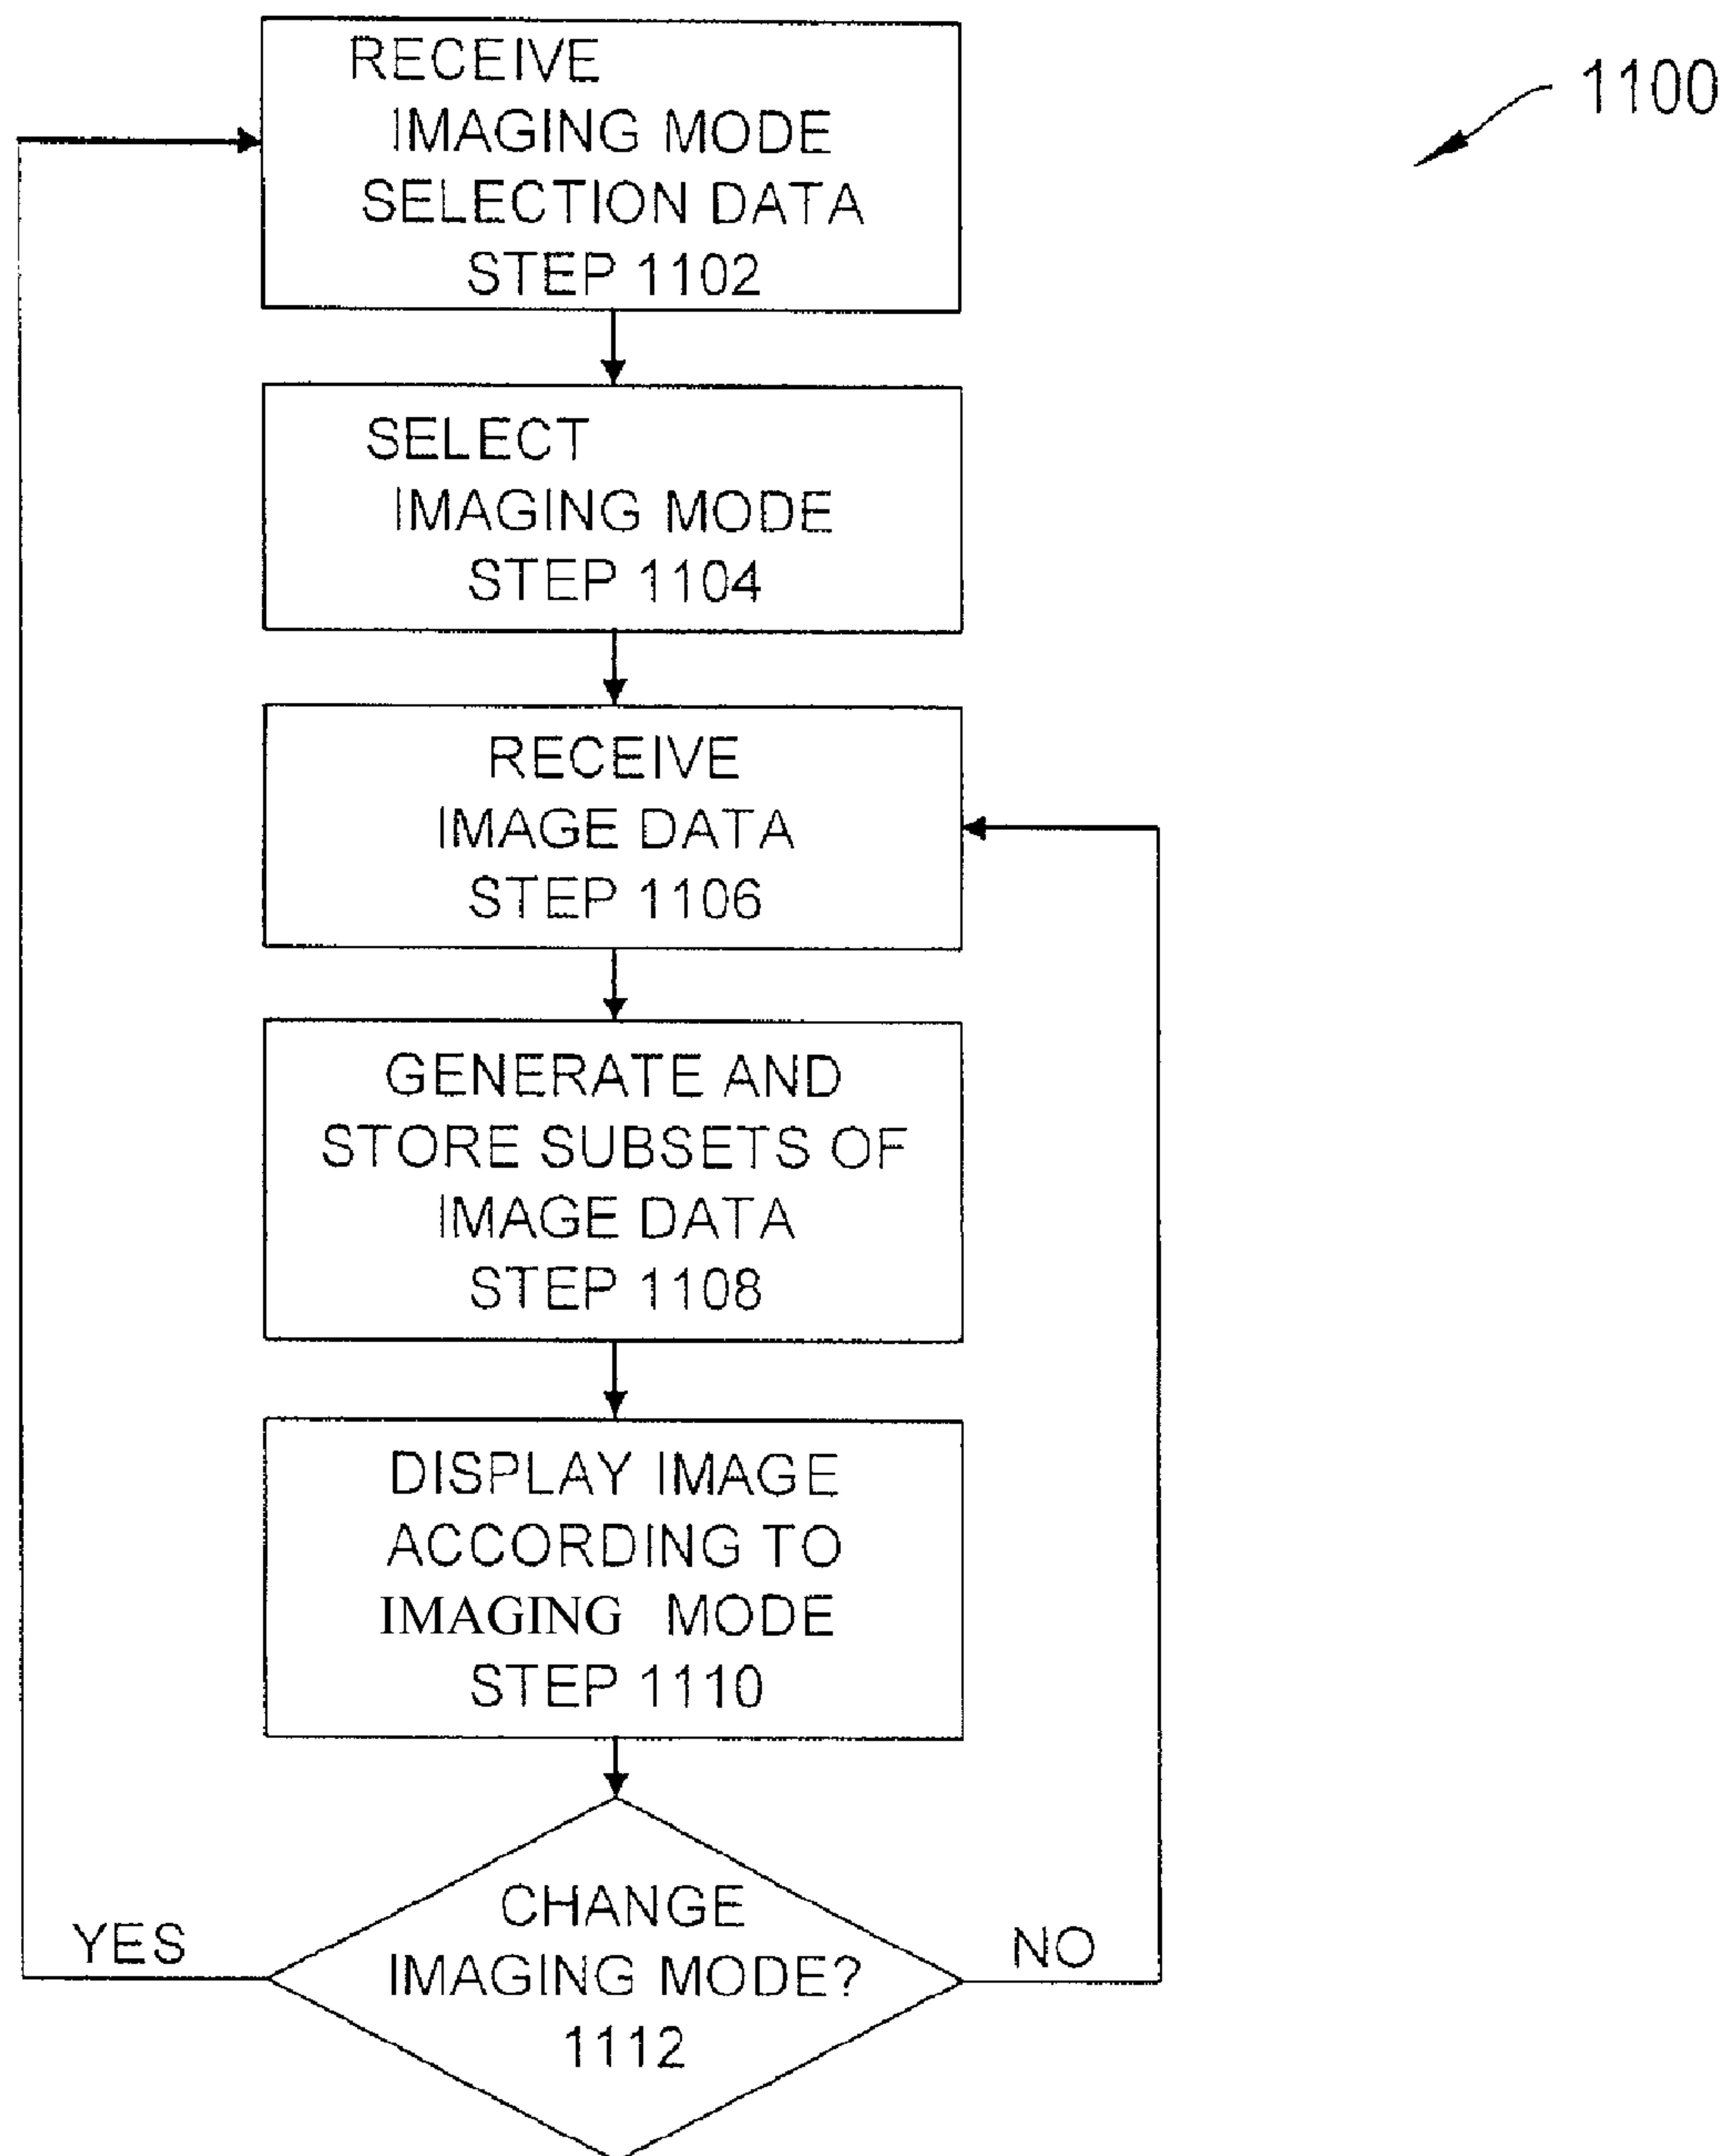 RECEIVE
IMAGING MODE
SELECTION DATA
STEP 1102
1100
SELECT
IMAGING MODE
STEP 1104
RECEIVE
IMAGE DATA
STEP 1106
GENERATE AND
STORE SUBSETS OF
IMAGE DATA
STEP 1108
DISPLAY IMAGE
ACCORDING TO
IMAGING MODE
STEP 1110
CHANGE
IMAGING MODE?
1112
YES
NO